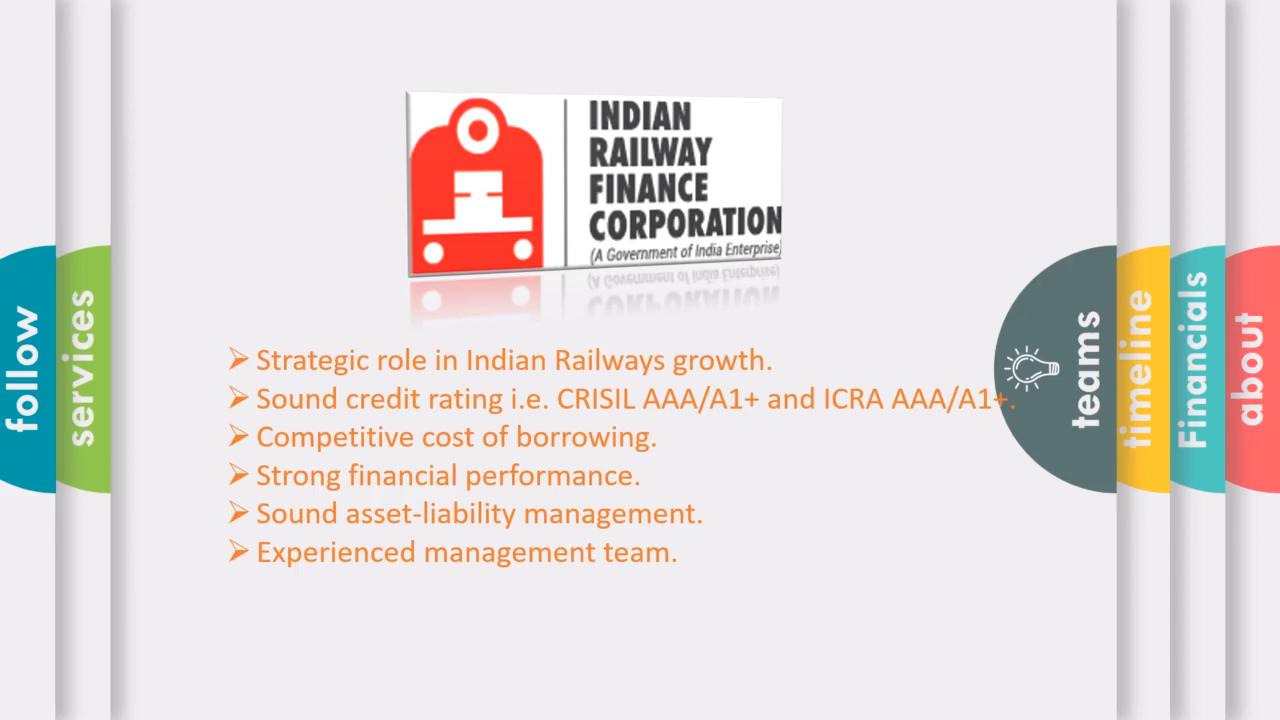 INDIAN
RAILWAY
FINANCE
CORPORATION
(A Government of India Enterprise)
➢ Strategic role in Indian Railways growth.
➢ Sound credit rating i.e. CRISIL AAA/A1+ and ICRA AAA/A1+.
➢ Competitive cost of borrowing.
➢ Strong financial performance.
➢ Sound asset-liability management.
➢ Experienced management team.
follow
services
teams
timeline
Financials
about